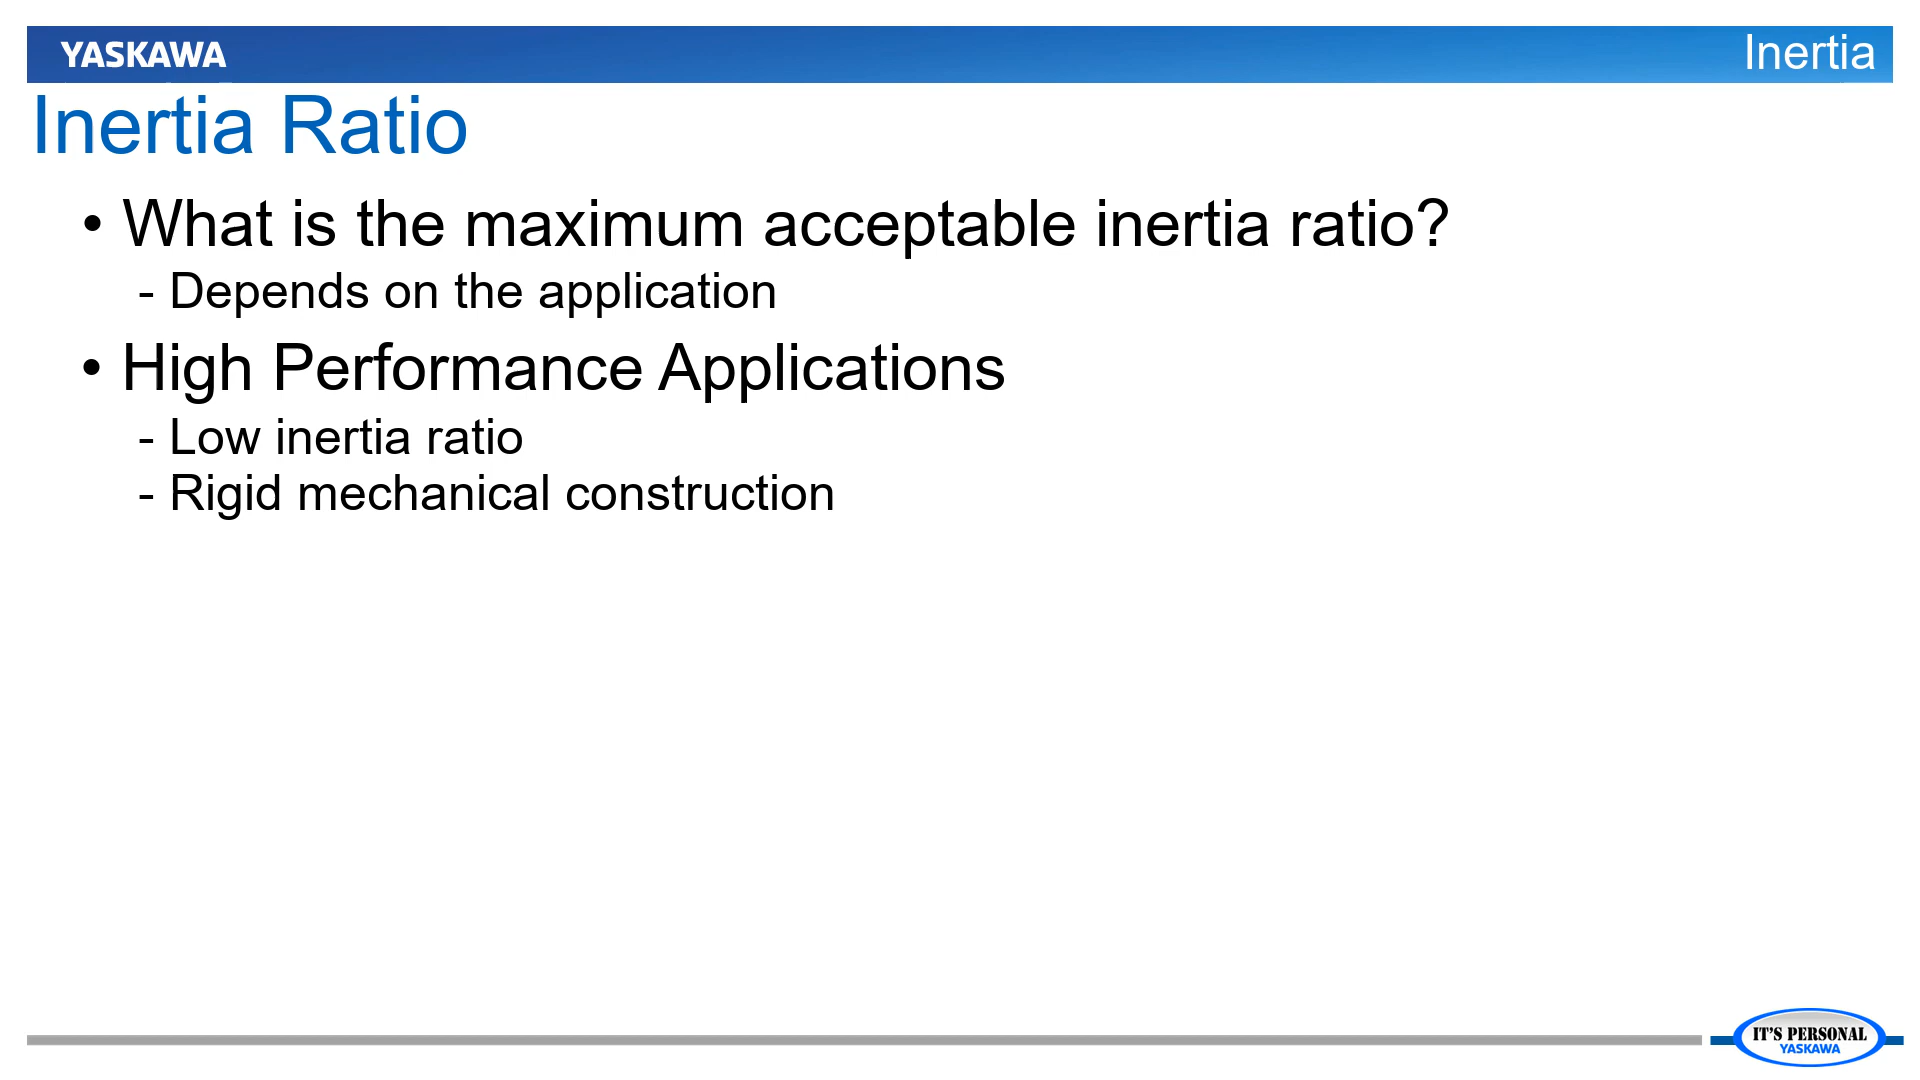 YASKAWA
Inertia
Inertia Ratio
• What is the maximum acceptable inertia ratio?
- Depends on the application
• High Performance Applications
- Low inertia ratio
- Rigid mechanical construction
IT'S PERSONAL
YASKAWA